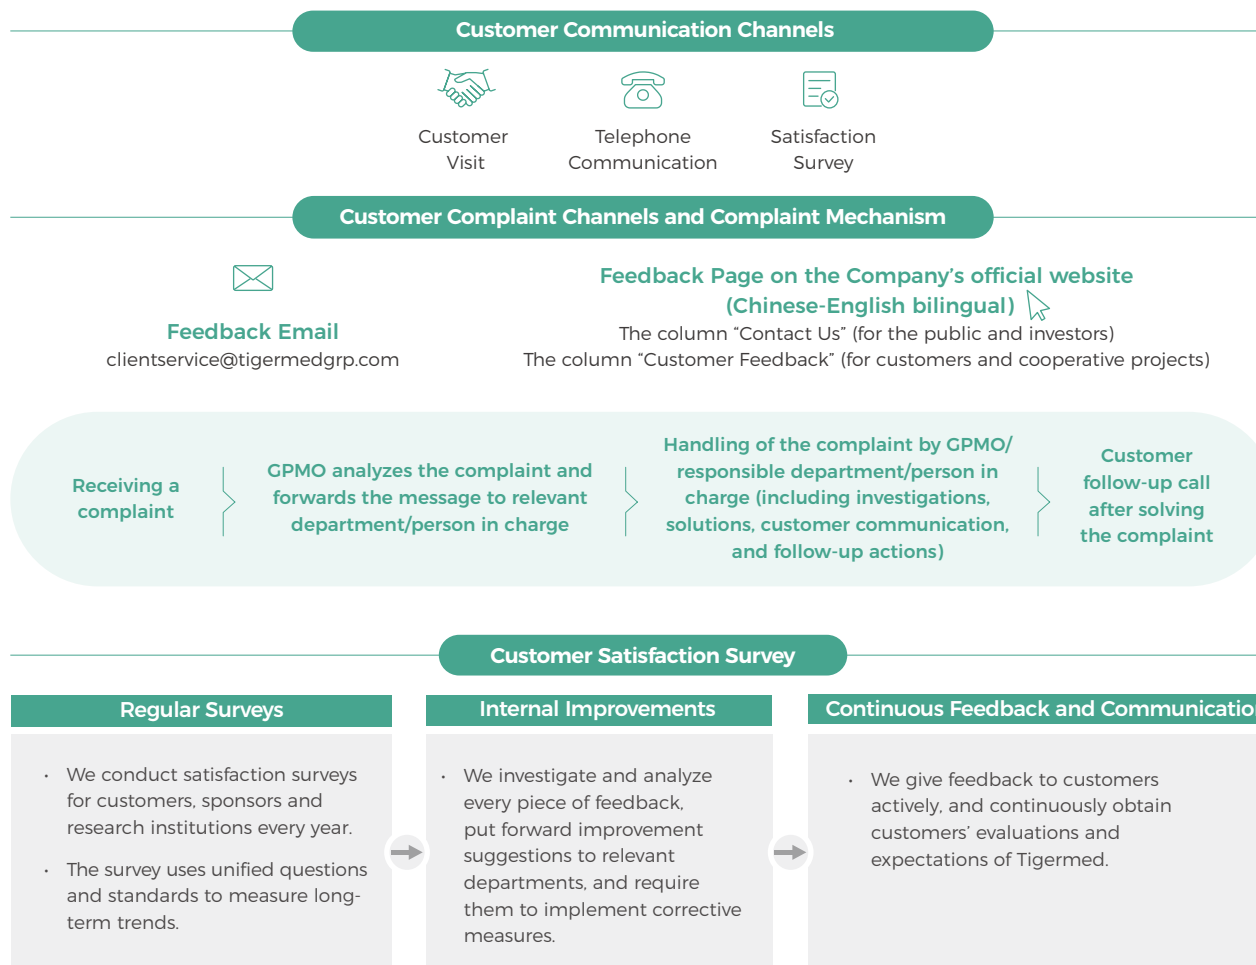 Customer Communication Channels
Customer
Visit
Telephone
Communication
Satisfaction
Survey
Customer Complaint Channels and Complaint Mechanism
Feedback Email
clientservice@tigermedgrp.com
Feedback Page on the Company’s official website
(Chinese-English bilingual)
The column “Contact Us” (for the public and investors)
The column “Customer Feedback” (for customers and cooperative projects)
Receiving a
complaint
GPMO analyzes the complaint and
forwards the message to relevant
department/person in charge
Handling of the complaint by GPMO/
responsible department/person in
charge (including investigations,
solutions, customer communication,
and follow-up actions)
Customer
follow-up call
after solving
the complaint
Customer Satisfaction Survey
Regular Surveys
• We conduct satisfaction surveys
for customers, sponsors and
research institutions every year.
• The survey uses unified questions
and standards to measure long-
term trends.
Internal Improvements
• We investigate and analyze
every piece of feedback,
put forward improvement
suggestions to relevant
departments, and require
them to implement corrective
measures.
Continuous Feedback and Communication
• We give feedback to customers
actively, and continuously obtain
customers’ evaluations and
expectations of Tigermed.